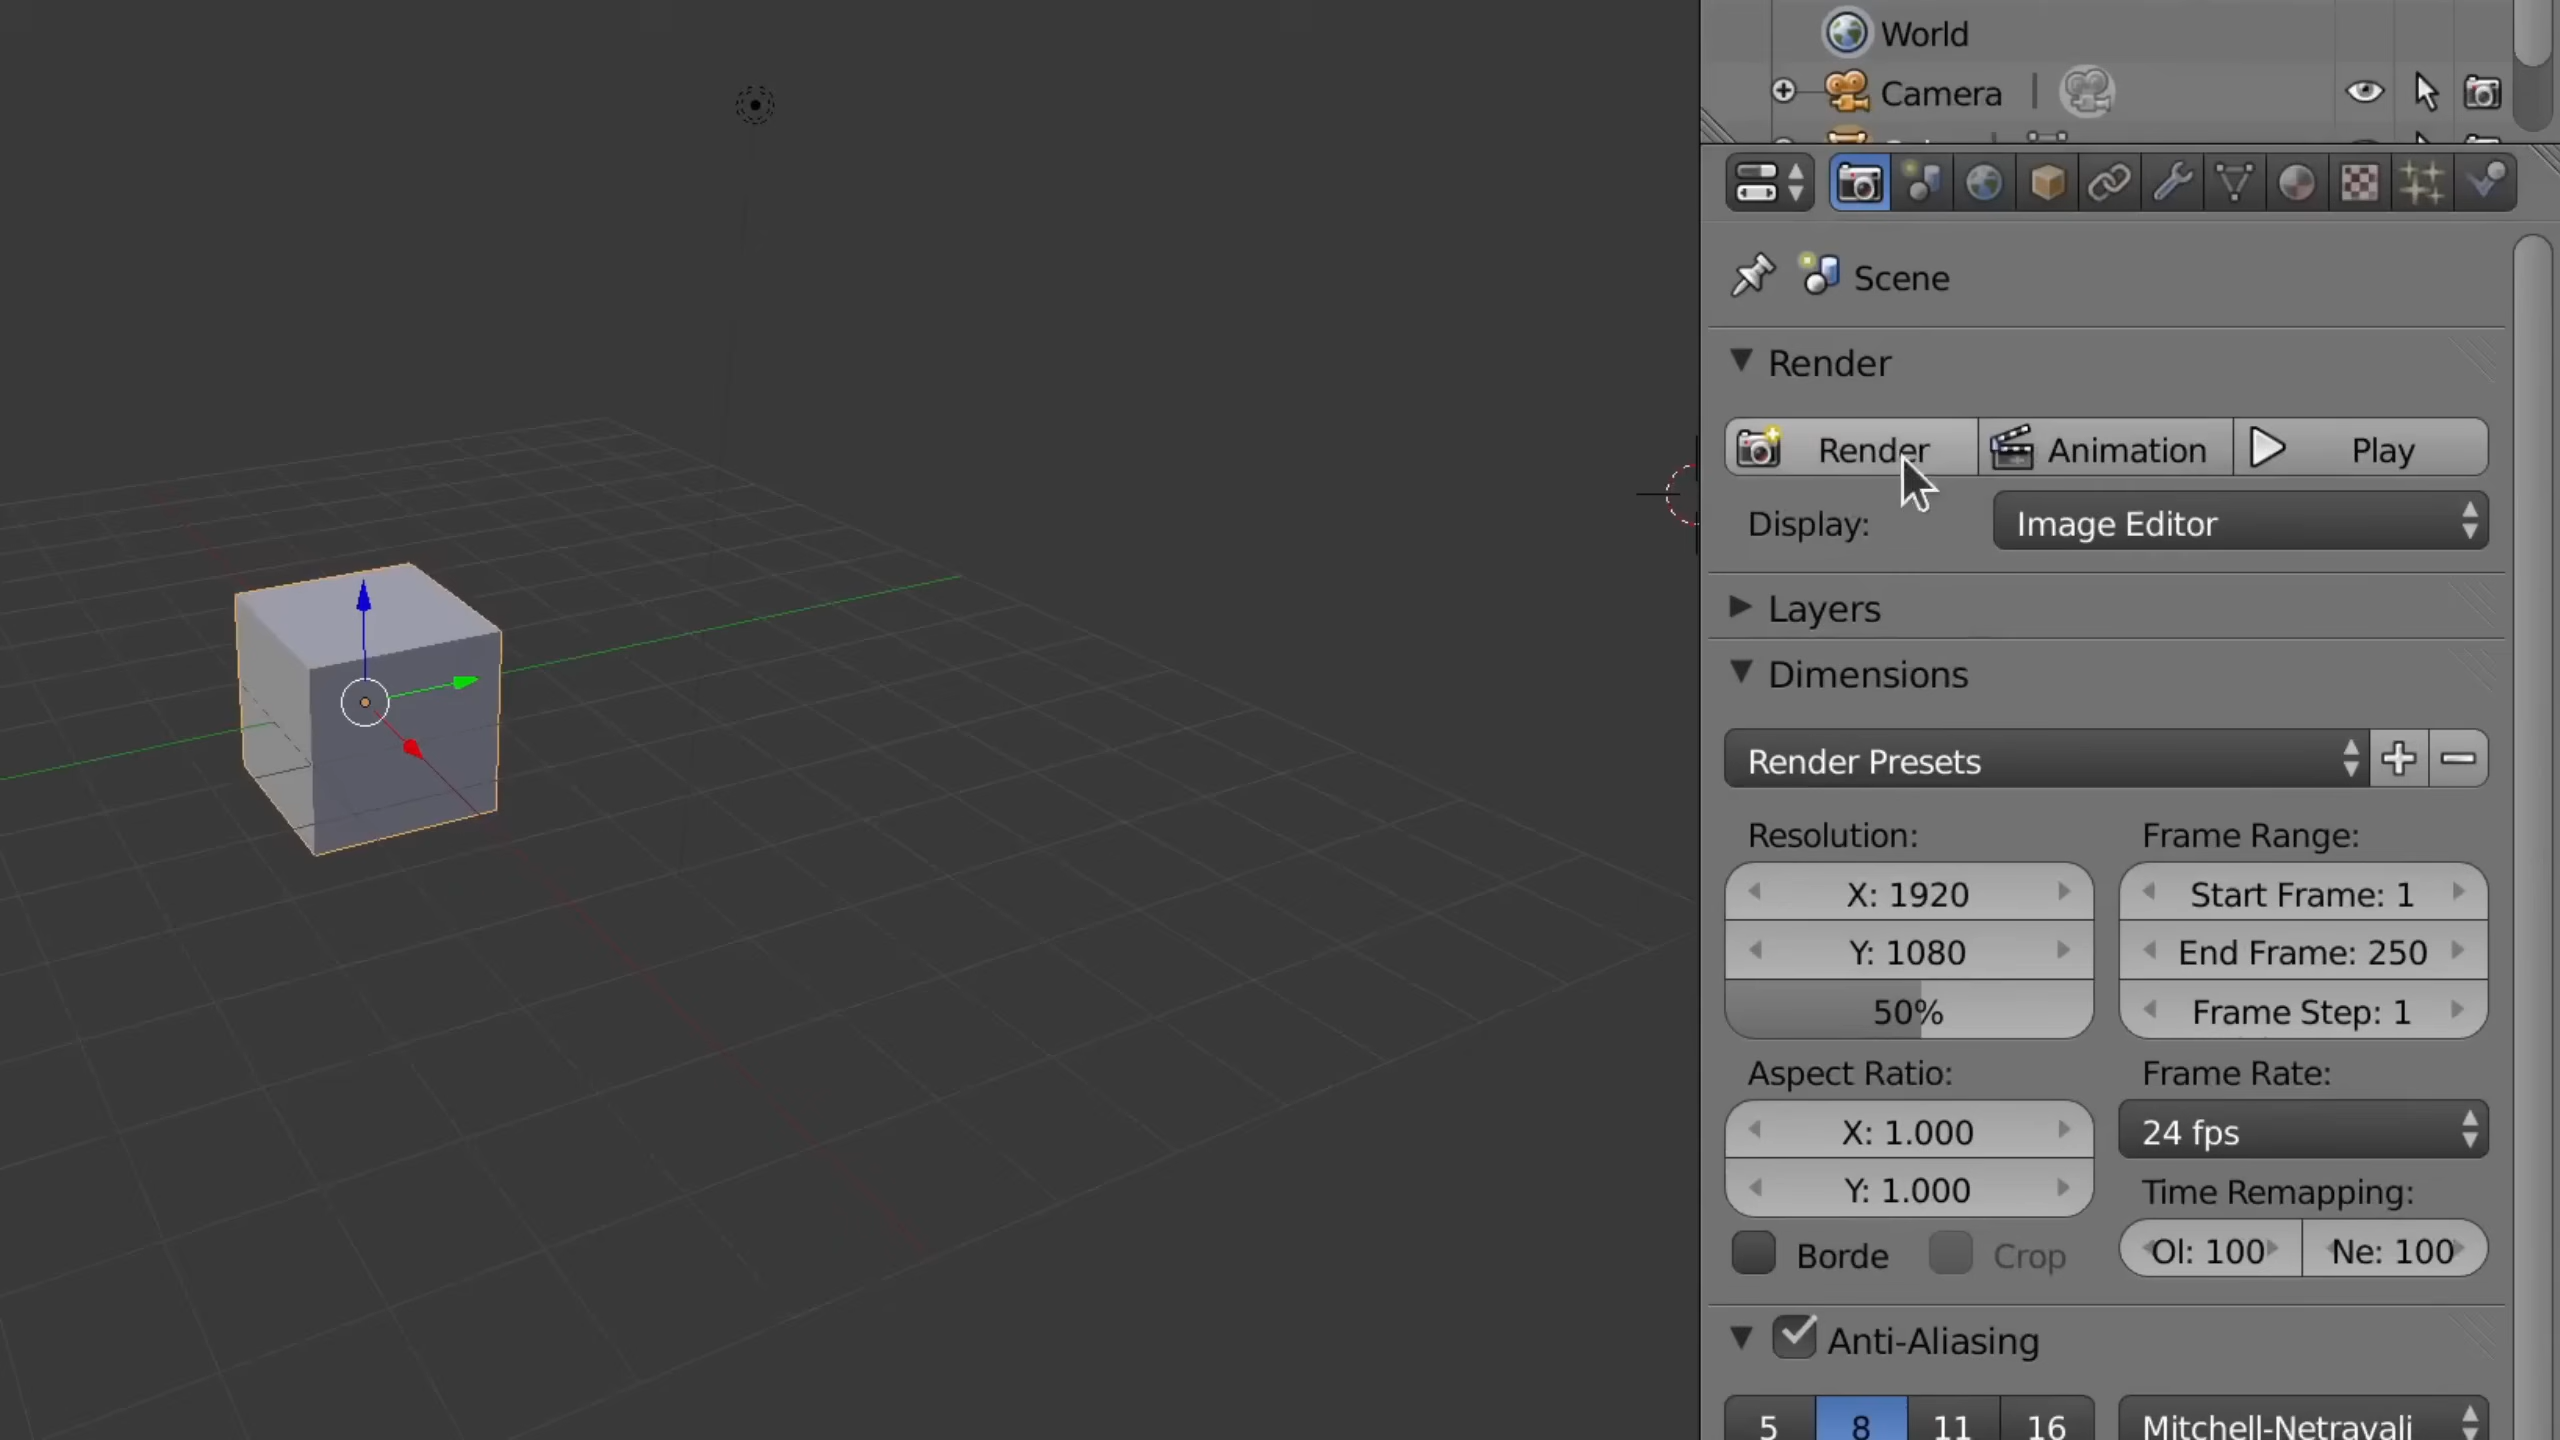 World
Camera
Scene
Render
Render Animation Play
Display: Image Editor
Layers
Dimensions
Render Presets
Resolution: Frame Range:
X: 1920 Start Frame: 1
Y: 1080 End Frame: 250
50% Frame Step: 1
Aspect Ratio: Frame Rate:
X: 1.000 24 fps
Y: 1.000 Time Remapping:
Borde Crop Ol: 100 Ne: 100
Anti-Aliasing
5 8 11 16 Mitchell-Netravali